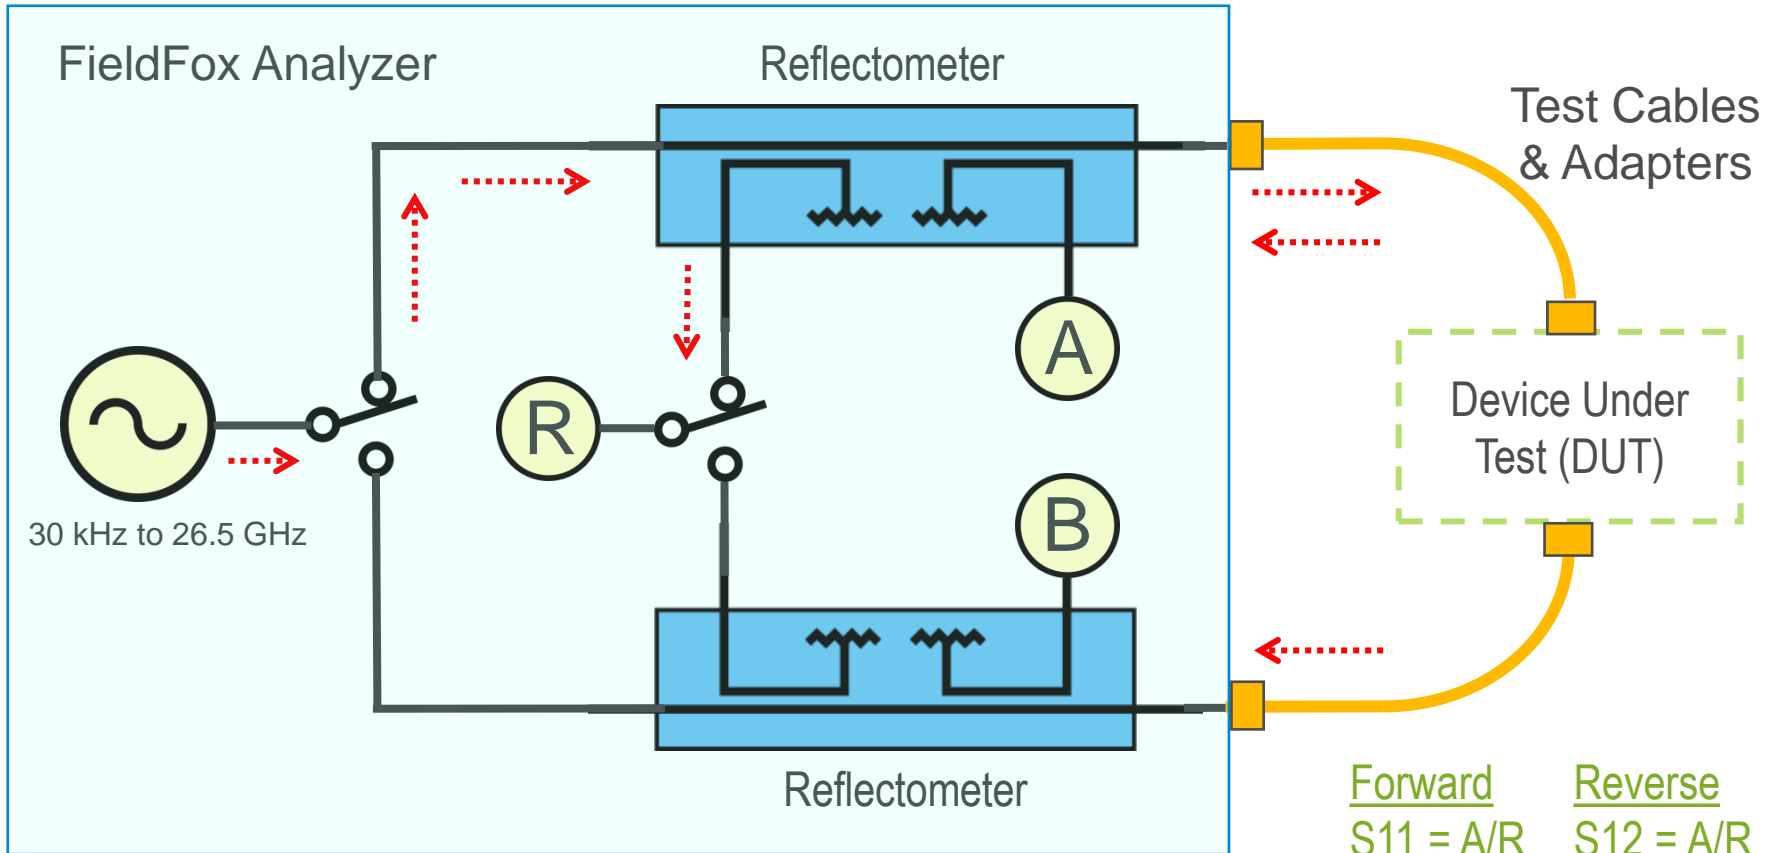 FieldFox Analyzer
Reflectometer
Test Cables
& Adapters
A
R
Device Under
Test (DUT)
B
30 kHz to 26.5 GHz
Reflectometer
Forward Reverse
S11 = A/R S12 = A/R